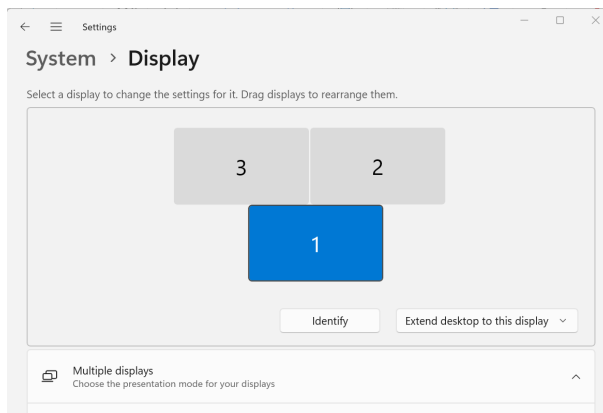 Settings
System > Display
Select a display to change the settings for it. Drag displays to rearrange them.
3 2
1
Identify Extend desktop to this display
Multiple displays
Choose the presentation mode for your displays